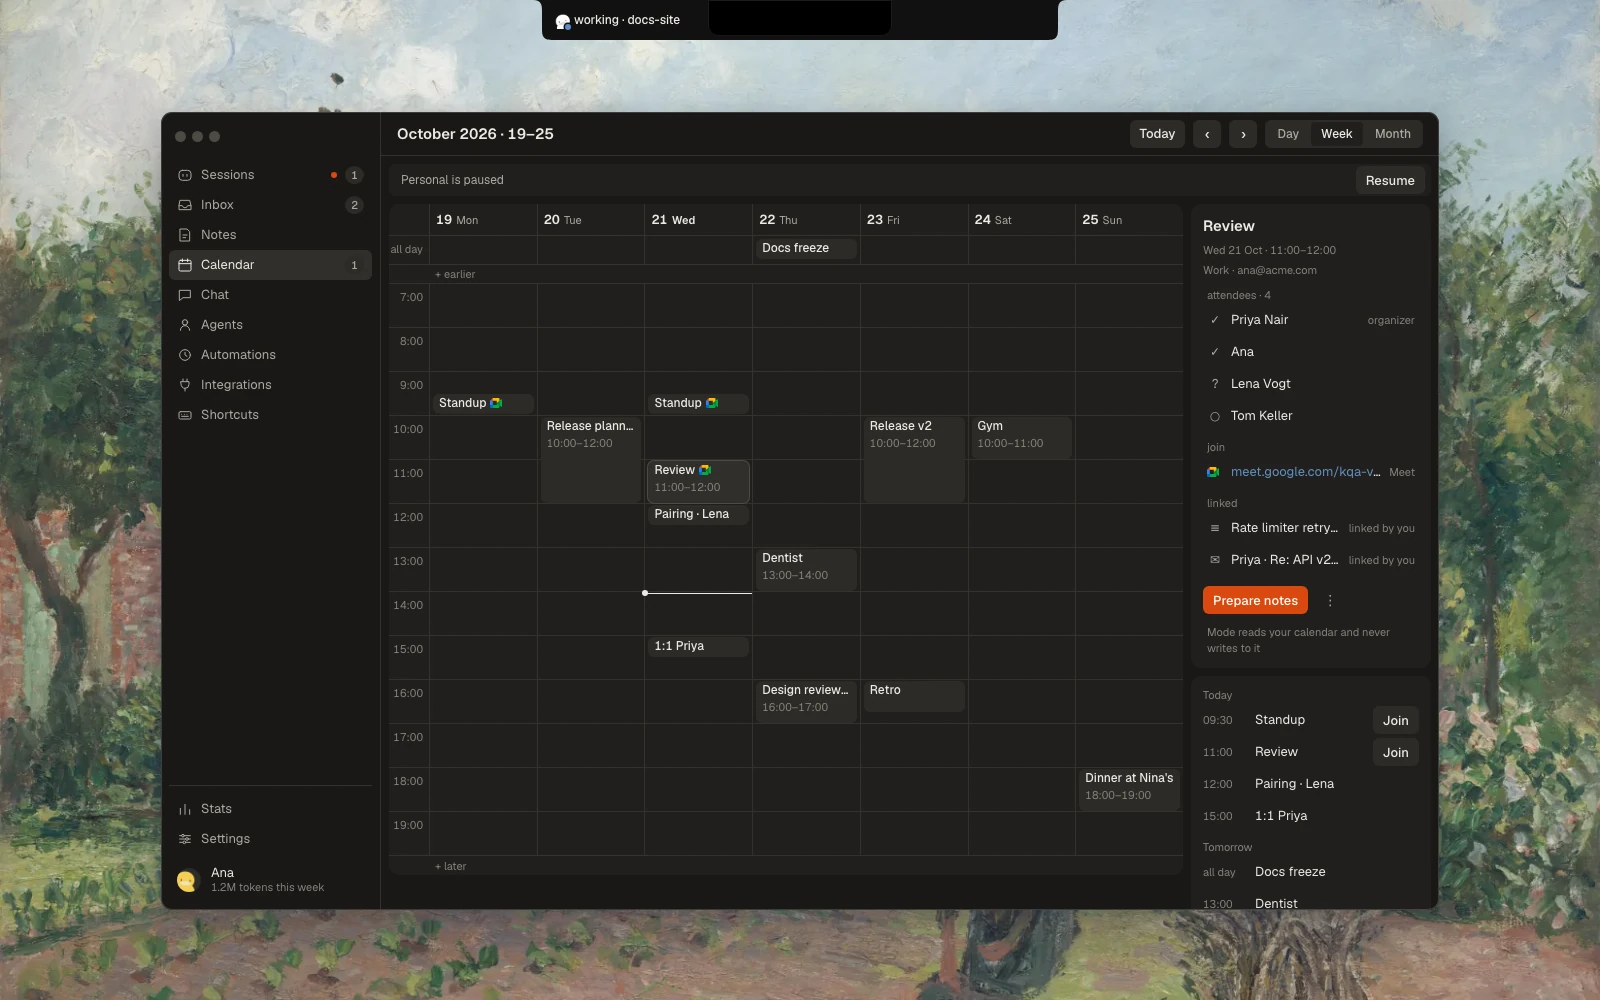 working · docs-site
October 2026 · 19–25
Today
‹
›
Day
Week
Month
Sessions
1
Inbox
2
Notes
Calendar
1
Chat
Agents
Automations
Integrations
Shortcuts
Stats
Settings
Ana
1.2M tokens this week
Personal is paused
Resume
19 Mon
20 Tue
21 Wed
22 Thu
23 Fri
24 Sat
25 Sun
all day
Docs freeze
+ earlier
7:00
8:00
9:00
Standup
Standup
10:00
Release plann…
10:00–12:00
Release v2
10:00–12:00
Gym
10:00–11:00
11:00
Review
11:00–12:00
12:00
Pairing · Lena
13:00
Dentist
13:00–14:00
14:00
15:00
1:1 Priya
16:00
Design review…
16:00–17:00
Retro
17:00
18:00
Dinner at Nina's
18:00–19:00
19:00
+ later
Review
Wed 21 Oct · 11:00–12:00
Work · ana@acme.com
attendees · 4
✓ Priya Nair organizer
✓ Ana
? Lena Vogt
Tom Keller
join
meet.google.com/kqa-v… Meet
linked
Rate limiter retry… linked by you
Priya · Re: API v2… linked by you
Prepare notes
Mode reads your calendar and never
writes to it
Today
09:30 Standup Join
11:00 Review Join
12:00 Pairing · Lena
15:00 1:1 Priya
Tomorrow
all day Docs freeze
13:00 Dentist